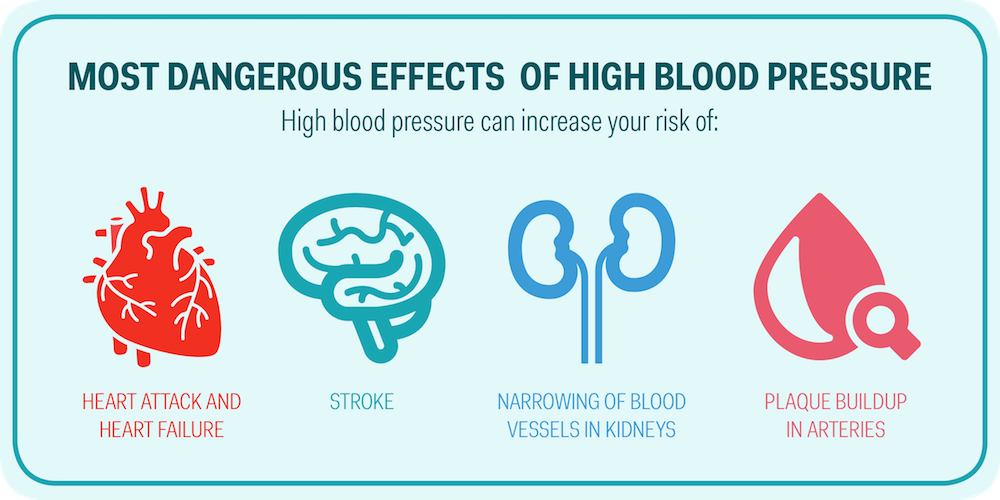 MOST DANGEROUS EFFECTS OF HIGH BLOOD PRESSURE
High blood pressure can increase your risk of:
HEART ATTACK AND
HEART FAILURE
STROKE
NARROWING OF BLOOD
VESSELS IN KIDNEYS
PLAQUE BUILDUP
IN ARTERIES